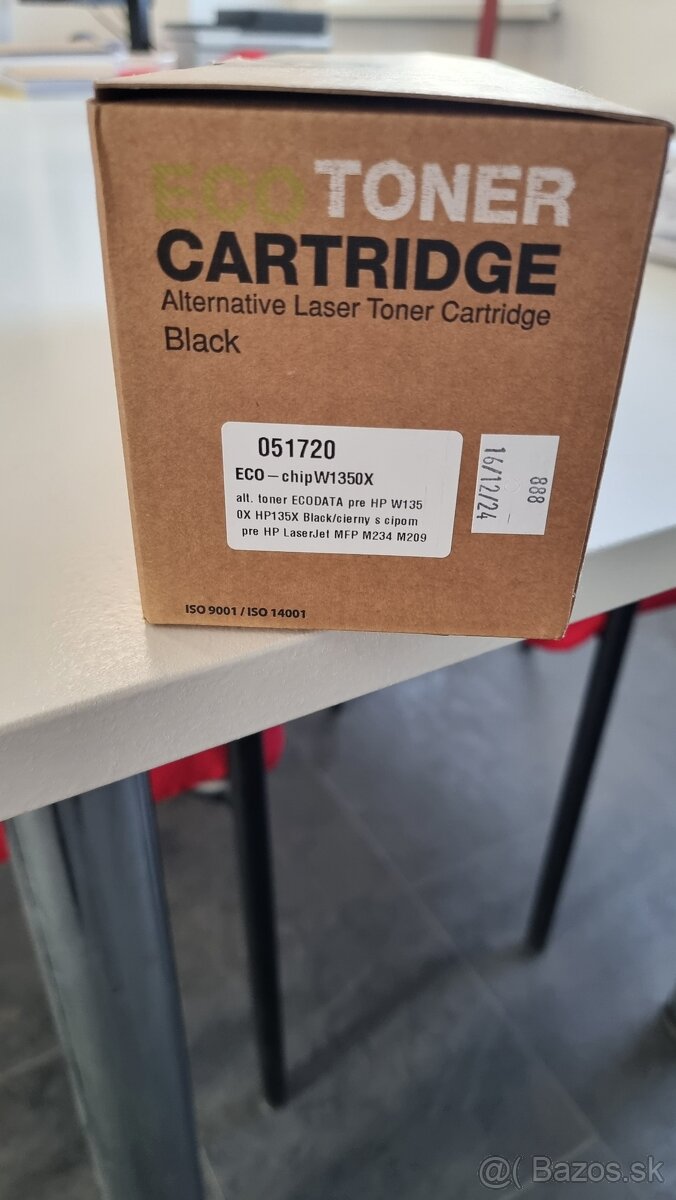 ECO TONER
CARTRIDGE
Alternative Laser Toner Cartridge
Black
051720
ECO-chipW1350X
alt. toner ECODATA pre HP W135
0X HP135X Black/cierny s cipom
pre HP LaserJet MFP M234 M209
888
16/12/24
ISO 9001 / ISO 14001
@( Bazos.sk